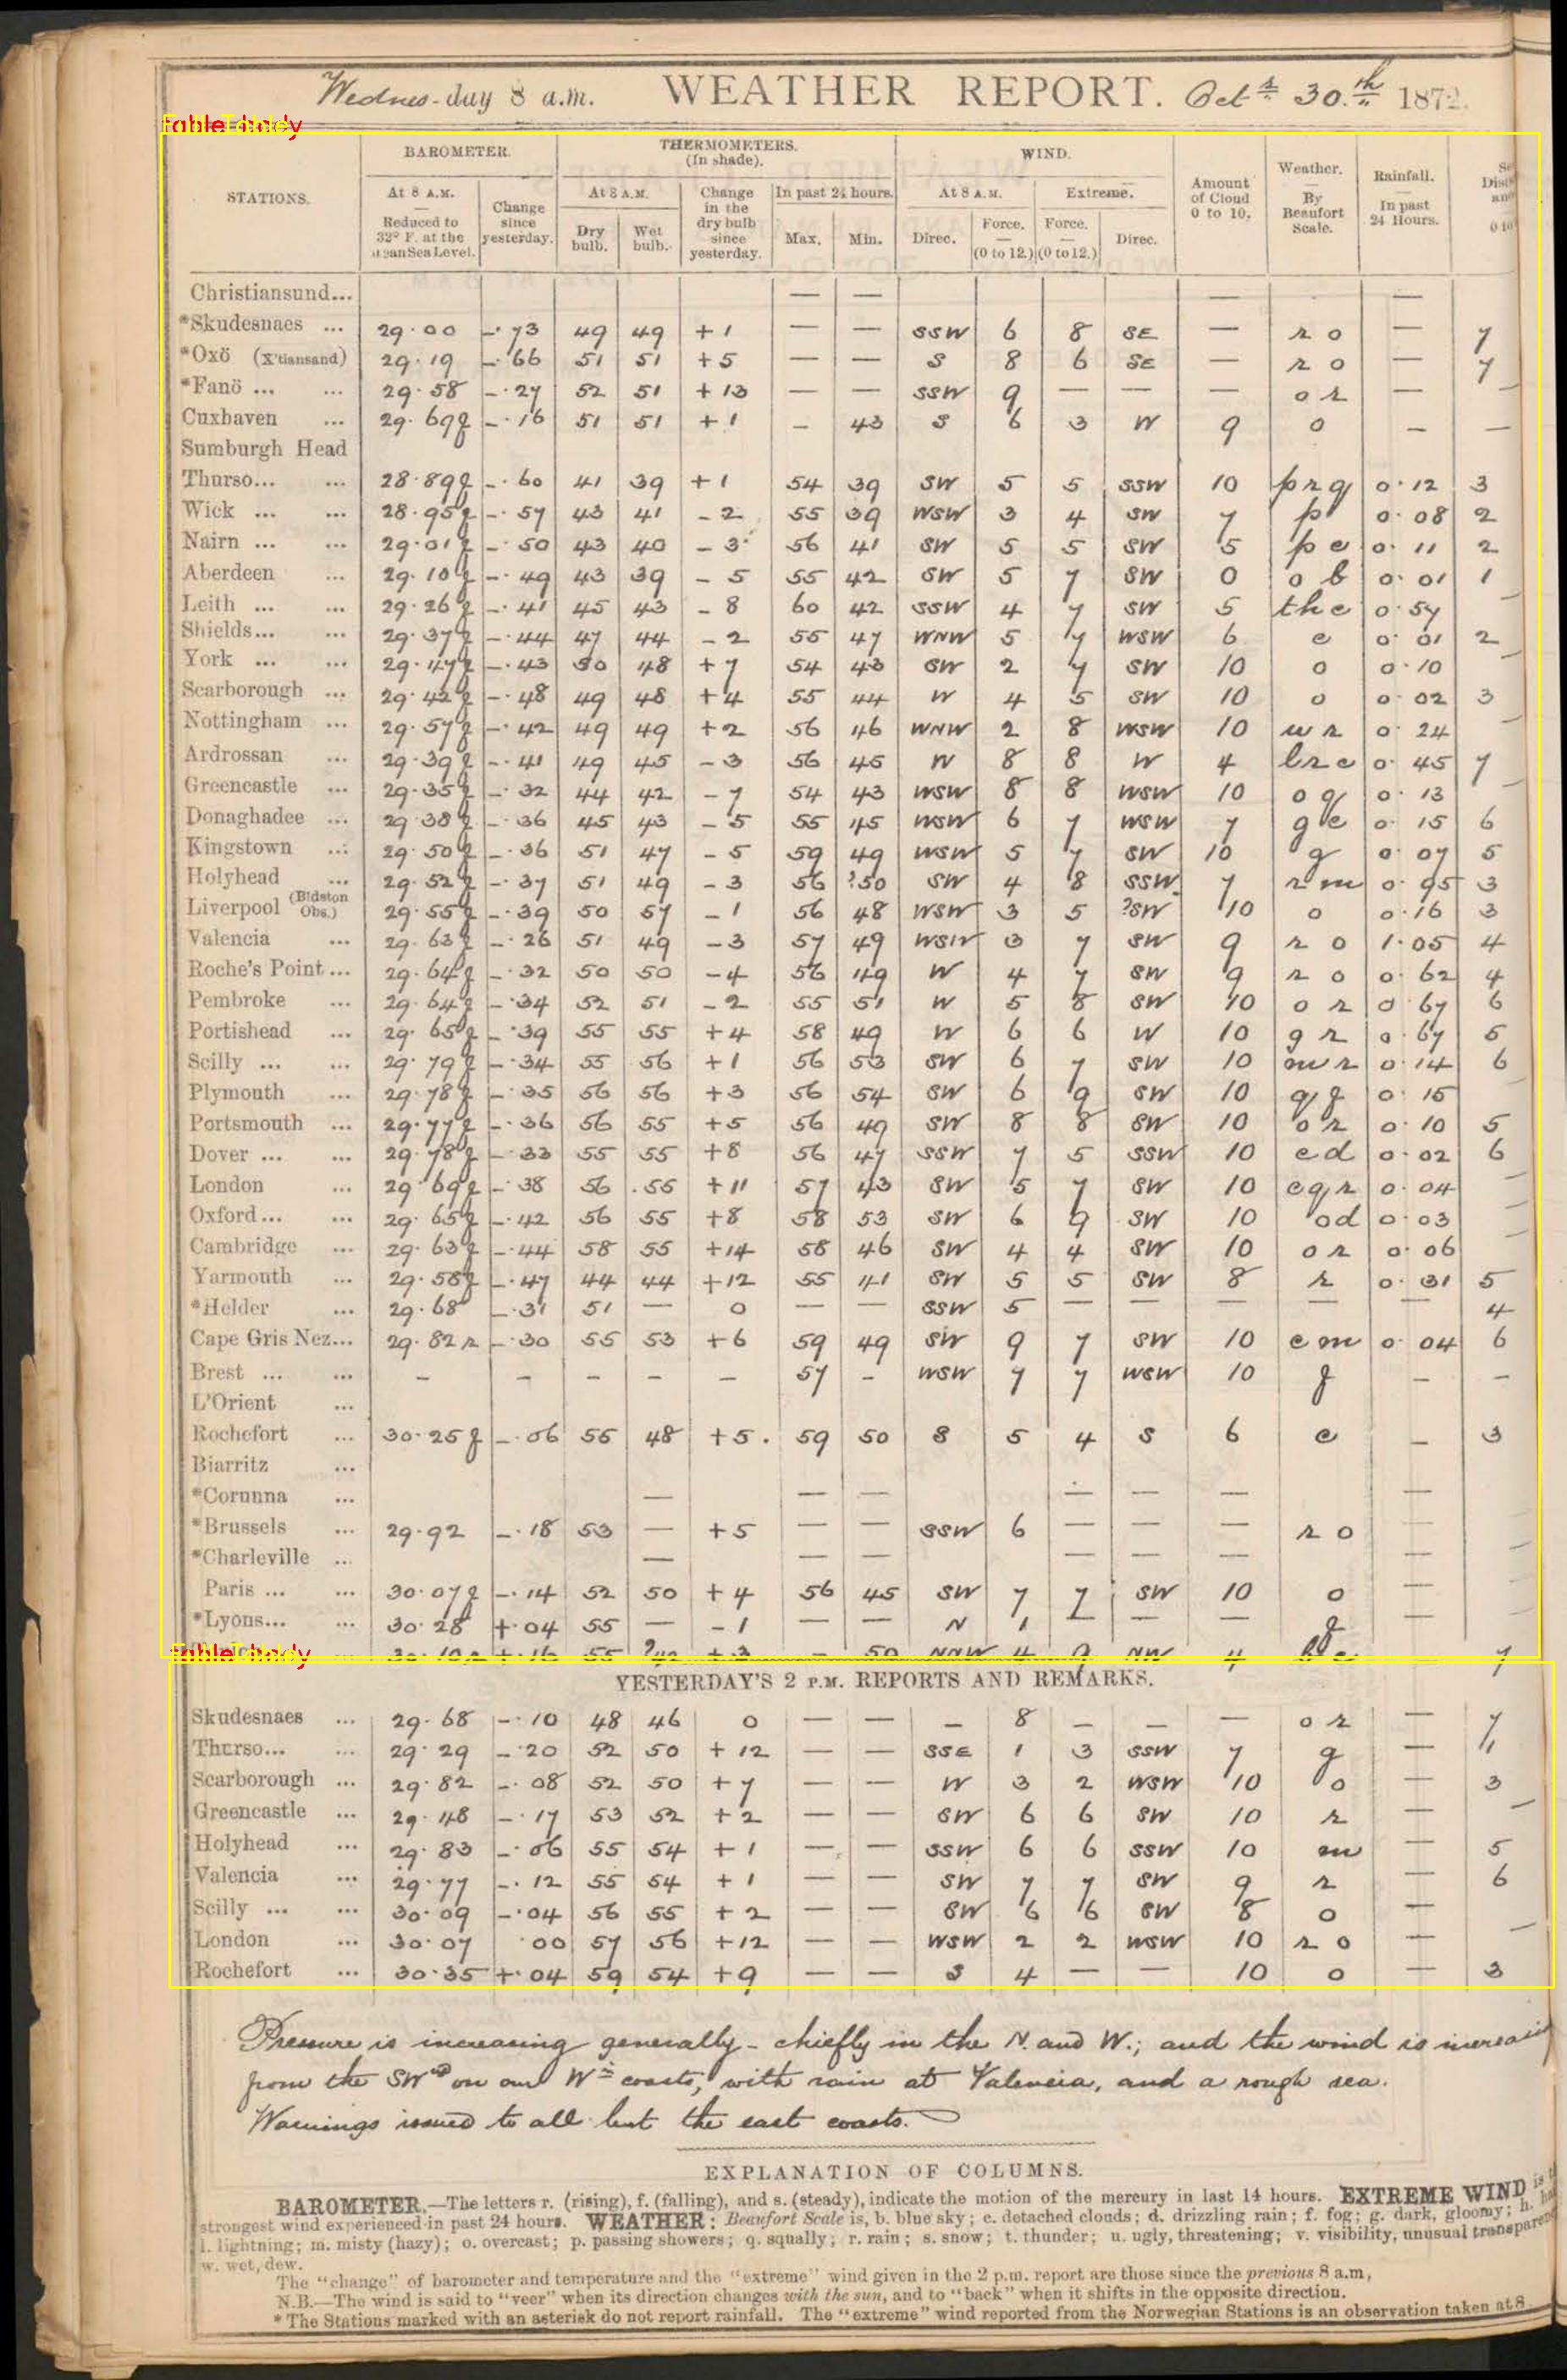 Wednes-day 8 a.m. WEATHER REPORT. Oct.r 30.th 1872.
STATIONS. BAROMETER. THERMOMETERS. (In shade). WIND. Amount of Cloud 0 to 10. Weather. — By Beaufort Scale. Rainfall. — In past 24 Hours.
At 8 A.M. — Reduced to 32° F. at the Mean Sea Level. Change since yesterday. At 8 A.M. Dry bulb. Wet bulb. Change in the dry bulb since yesterday. In past 24 hours. Max. Min. At 8 A.M. Direc. Force. — (0 to 12.) Extreme. Force. — (0 to 12.) Direc.
Christiansund... — — — —
*Skudesnaes ... 29.00 -.73 49 49 +1 — — SSW 6 8 SE — r o — 7
*Oxö (X'tiansand) 29.19 -.66 51 51 +5 — — S 8 6 SE — r o — 7
*Fanö ... ... 29.58 -.27 52 51 +13 — — SSW 9 — — — o r — —
Cuxhaven ... 29.69f -.16 51 51 +1 – 43 S 6 3 W 9 o – —
Sumburgh Head
Thurso... ... 28.89f -.60 41 39 +1 54 39 SW 5 5 SSW 10 prq 0.12 3
Wick ... ... 28.95f -.57 43 41 -2 55 39 WSW 3 4 SW 7 p 0.08 2
Nairn ... ... 29.01f -.50 43 40 -3 56 41 SW 5 5 SW 5 p c 0.11 2
Aberdeen ... 29.10f -.49 43 39 -5 55 42 SW 5 7 SW 0 o b 0.01 1
Leith ... ... 29.26f -.41 45 43 -8 60 42 SSW 4 7 SW 5 the 0.57 —
Shields... ... 29.37f -.44 47 44 -2 55 47 WNW 5 7 WSW 6 c 0.01 2
York ... ... 29.47f -.43 50 48 +7 54 43 SW 2 7 SW 10 o 0.10 —
Scarborough ... 29.42f -.48 49 48 +4 55 44 W 4 5 SW 10 o 0.02 3
Nottingham ... 29.57f -.42 49 49 +2 56 46 WNW 2 8 WSW 10 w r 0.24 —
Ardrossan ... 29.39f -.41 49 45 -3 56 45 W 8 8 W 4 brc 0.45 7
Greencastle ... 29.35f -.32 44 42 -7 54 43 WSW 8 8 WSW 10 o q 0.13 —
Donaghadee ... 29.38f -.36 45 43 -5 55 45 WSW 6 7 WSW 7 g c 0.15 6
Kingstown ... 29.50f -.36 51 47 -5 59 49 WSW 5 7 SW 10 g 0.07 5
Holyhead ... 29.52f -.37 51 49 -3 56 ?50 SW 4 8 SSW 7 r m 0.95 3
Liverpool (Bidston Obs.) 29.55f -.39 50 57 -1 56 48 WSW 3 5 ?SW 10 o 0.16 3
Valencia ... 29.63f -.26 51 49 -3 57 49 WSW 3 7 SW 9 r o 1.05 4
Roche's Point... 29.64f -.32 50 50 -4 56 49 W 4 7 SW 9 r o 0.62 4
Pembroke ... 29.64f -.34 52 51 -2 55 51 W 5 8 SW 10 o r 0.67 6
Portishead ... 29.65f -.39 55 55 +4 58 49 W 6 6 W 10 g r 0.67 5
Scilly ... ... 29.79f -.34 55 56 +1 56 53 SW 6 7 SW 10 m r 0.14 6
Plymouth ... 29.78f -.35 56 56 +3 56 54 SW 6 9 SW 10 q f 0.15 —
Portsmouth ... 29.77f -.36 56 55 +5 56 49 SW 8 8 SW 10 o r 0.10 5
Dover ... ... 29.78f -.33 55 55 +8 56 47 SSW 7 5 SSW 10 c d 0.02 6
London ... 29.69f -.38 56 55 +11 57 43 SW 5 7 SW 10 cqr 0.04 —
Oxford... ... 29.65f -.42 56 55 +8 58 53 SW 6 9 SW 10 od 0.03 —
Cambridge ... 29.63f -.44 58 55 +14 58 46 SW 4 4 SW 10 o r 0.06 —
Yarmouth ... 29.58f -.47 44 44 +12 55 41 SW 5 5 SW 8 r 0.31 5
*Helder ... 29.68 -.31 51 — 0 — — SSW 5 — — — — — 4
Cape Gris Nez... 29.82r -.30 55 53 +6 59 49 SW 9 7 SW 10 c m 0.04 6
Brest ... ... – – – – – 57 – WSW 7 7 WSW 10 f – –
L'Orient ...
Rochefort ... 30.25f -.06 55 48 +5. 59 50 S 5 4 S 6 c – 3
Biarritz ...
*Corunna ... — — — — — — —
*Brussels ... 29.92 -.18 53 — +5 — — SSW 6 — — — r o — —
*Charleville ... — — — — — — — —
Paris ... ... 30.07f -.14 52 50 +4 56 45 SW 7 7 SW 10 o — —
*Lyons... ... 30.28 +.04 55 — -1 — — N 1 — — — f —
+.16 55 +3 – 50 NNW 4 9 NW 4 b c — 7
YESTERDAY'S 2 P.M. REPORTS AND REMARKS.
Skudesnaes ... 29.68 -.10 48 46 0 — — – 8 – – — o r — 7
Thurso... ... 29.29 -.20 52 50 +12 — — SSE 1 3 SSW 7 g — 1
Scarborough ... 29.82 -.08 52 50 +7 — — W 3 2 WSW 10 o — 3
Greencastle ... 29.48 -.17 53 52 +2 — — SW 6 6 SW 10 r — —
Holyhead ... 29.83 -.06 55 54 +1 — — SSW 6 6 SSW 10 m — 5
Valencia ... 29.77 -.12 55 54 +1 — — SW 7 7 SW 9 r — 6
Scilly ... ... 30.09 -.04 56 55 +2 — — SW 6 6 SW 8 o —
London ... 30.07 .00 57 56 +12 — — WSW 2 2 WSW 10 r o — —
Rochefort ... 30.35 +.04 59 54 +9 — — S 4 — — 10 o — 3
Pressure is increasing generally - chiefly in the N. and W.; and the wind is increasing
from the SWd on our Wn coasts, with rain at Valencia, and a rough sea.
Warnings issued to all but the east coasts.
EXPLANATION OF COLUMNS.
BAROMETER.—The letters r. (rising), f. (falling), and s. (steady), indicate the motion of the mercury in last 14 hours. EXTREME WIND is
strongest wind experienced in past 24 hours. WEATHER: Beaufort Scale is, b. blue sky; c. detached clouds; d. drizzling rain; f. fog; g. dark, gloomy; h.
l. lightning; m. misty (hazy); o. overcast; p. passing showers; q. squally; r. rain; s. snow; t. thunder; u. ugly, threatening; v. visibility, unusual
w. wet, dew.
The "change" of barometer and temperature and the "extreme" wind given in the 2 p.m. report are those since the previous 8 a.m,
N.B.—The wind is said to "veer" when its direction changes with the sun, and to "back" when it shifts in the opposite direction.
* The Stations marked with an asterisk do not report rainfall. The "extreme" wind reported from the Norwegian Stations is an observation taken at 8